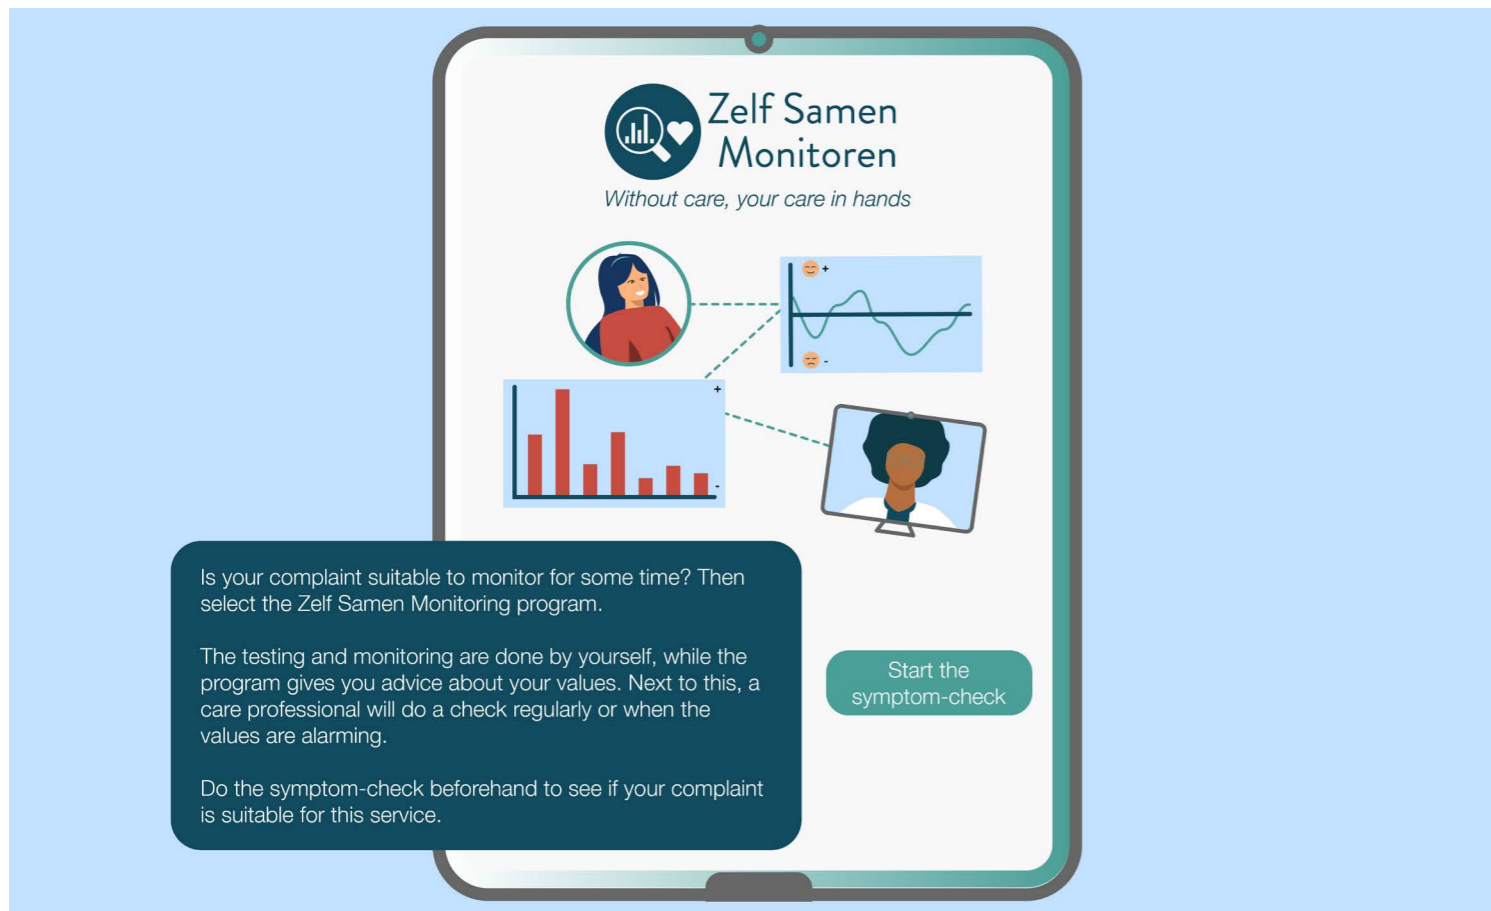 Zelf Samen
Monitoren
Without care, your care in hands
+
-
+
-
Is your complaint suitable to monitor for some time? Then
select the Zelf Samen Monitoring program.
The testing and monitoring are done by yourself, while the
program gives you advice about your values. Next to this, a
care professional will do a check regularly or when the
values are alarming.
Do the symptom-check beforehand to see if your complaint
is suitable for this service.
Start the
symptom-check